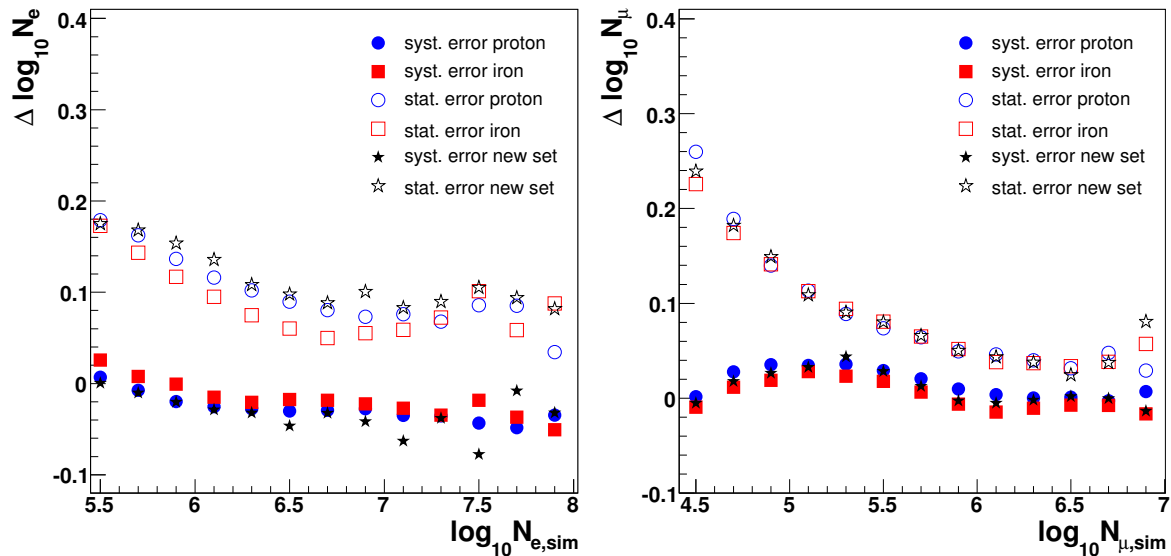 Δ log10Ne
0.4
0.3
0.2
0.1
0
-0.1
syst. error proton
syst. error iron
stat. error proton
stat. error iron
syst. error new set
stat. error new set
5.5 6 6.5 7 7.5 8
log10Ne,sim
Δ log10Nμ
0.4
0.3
0.2
0.1
0
-0.1
syst. error proton
syst. error iron
stat. error proton
stat. error iron
syst. error new set
stat. error new set
4.5 5 5.5 6 6.5 7
log10Nμ,sim